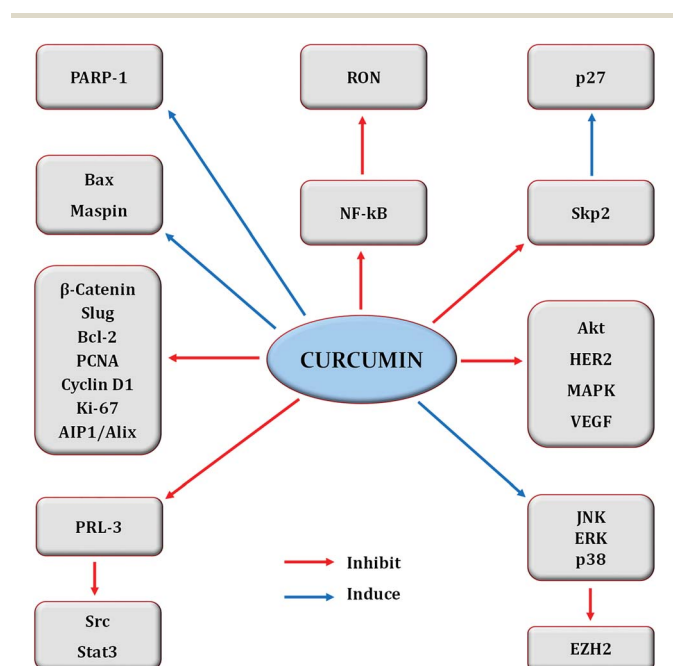 PARP-1
RON
p27
Bax
Maspin
NF-kB
Skp2
β-Catenin
Slug
Bcl-2
PCNA
Cyclin D1
Ki-67
AIP1/Alix
CURCUMIN
Akt
HER2
MAPK
VEGF
PRL-3
JNK
ERK
p38
Inhibit
Induce
Src
Stat3
EZH2